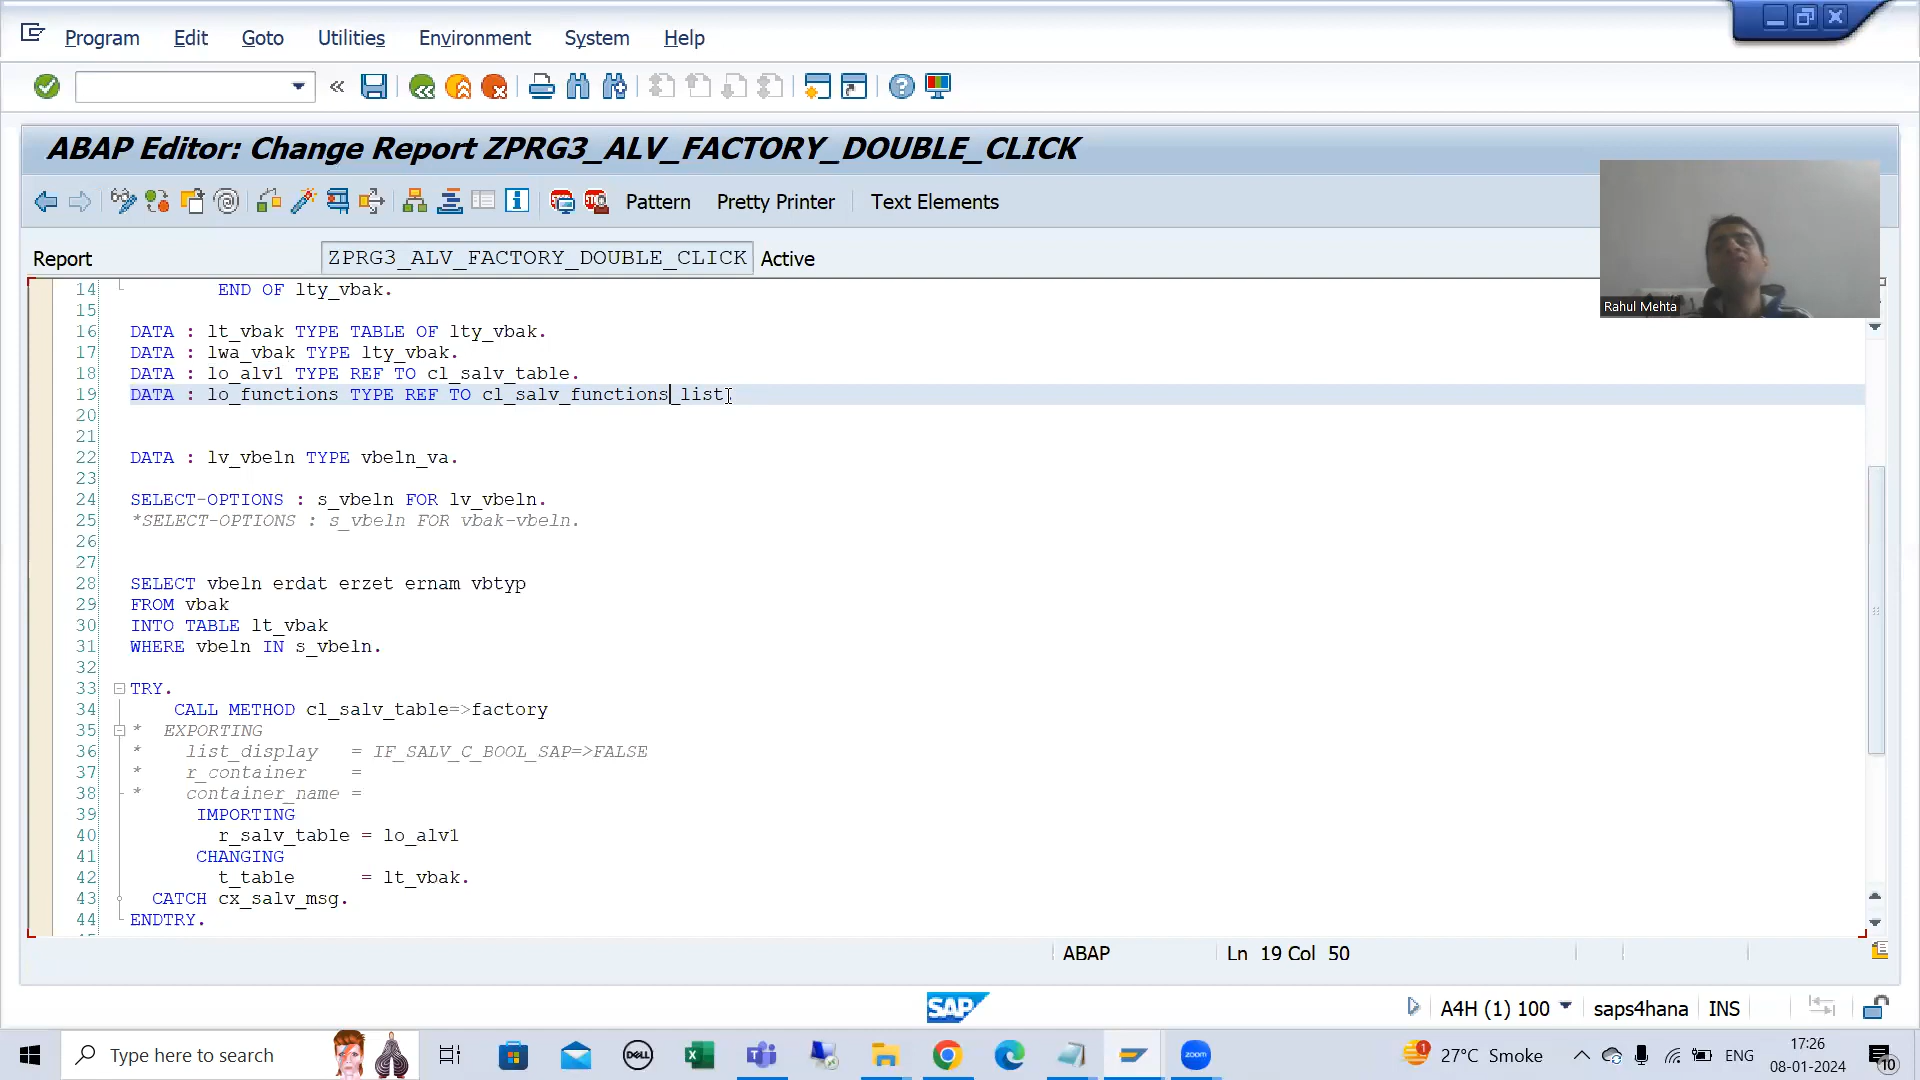 Program Edit Goto Utilities Environment System Help
ABAP Editor: Change Report ZPRG3_ALV_FACTORY_DOUBLE_CLICK
Pattern Pretty Printer Text Elements
Report ZPRG3_ALV_FACTORY_DOUBLE_CLICK Active
Rahul Mehta
14 END OF lty_vbak.
15
16 DATA : lt_vbak TYPE TABLE OF lty_vbak.
17 DATA : lwa_vbak TYPE lty_vbak.
18 DATA : lo_alv1 TYPE REF TO cl_salv_table.
19 DATA : lo_functions TYPE REF TO cl_salv_functions_list
20
21
22 DATA : lv_vbeln TYPE vbeln_va.
23
24 SELECT-OPTIONS : s_vbeln FOR lv_vbeln.
25 *SELECT-OPTIONS : s_vbeln FOR vbak-vbeln.
26
27
28 SELECT vbeln erdat erzet ernam vbtyp
29 FROM vbak
30 INTO TABLE lt_vbak
31 WHERE vbeln IN s_vbeln.
32
33 TRY.
34 CALL METHOD cl_salv_table=>factory
35 * EXPORTING
36 * list_display = IF_SALV_C_BOOL_SAP=>FALSE
37 * r_container =
38 * container_name =
39 IMPORTING
40 r_salv_table = lo_alv1
41 CHANGING
42 t_table = lt_vbak.
43 CATCH cx_salv_msg.
44 ENDTRY.
ABAP Ln 19 Col 50
SAP A4H (1) 100 saps4hana INS
Type here to search DELL zoom 1 27°C Smoke ENG 17:26
08-01-2024 10